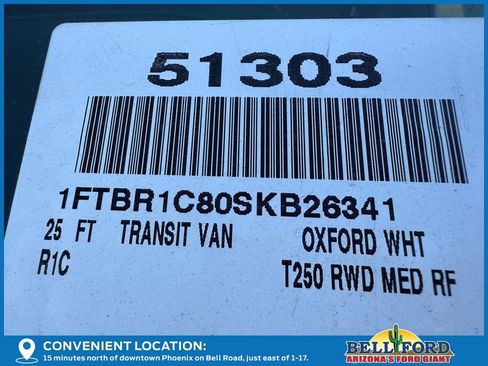 51303
1FTBR1C80SKB26341
25 FT TRANSIT VAN OXFORD WHT
R1C T250 RWD MED RF
CONVENIENT LOCATION:
15 minutes north of downtown Phoenix on Bell Road, just east of 1-17.
BELL FORD
ARIZONA'S FORD GIANT